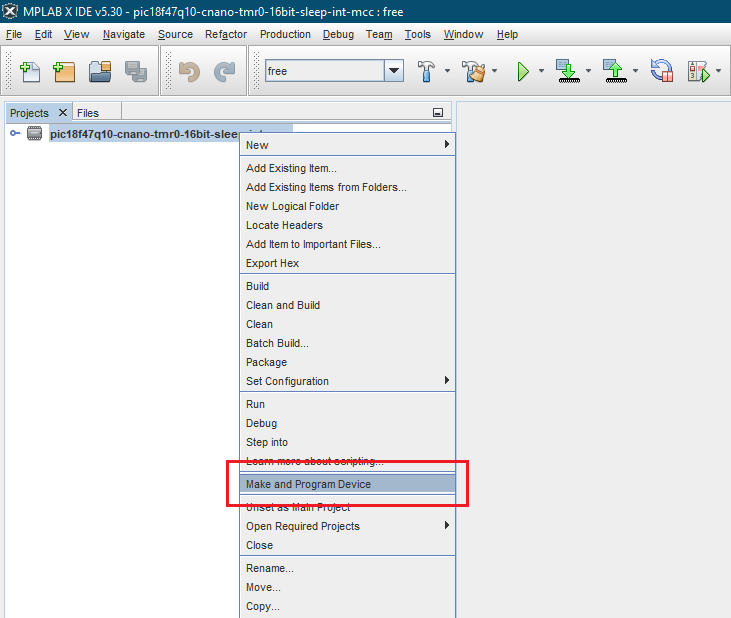 MPLAB X IDE v5.30 - pic18f47q10-cnano-tmr0-16bit-sleep-int-mcc : free
File Edit View Navigate Source Refactor Production Debug Team Tools Window Help
free
Projects Files
pic18f47q10-cnano-tmr0-16bit-sleep-int
New
Add Existing Item...
Add Existing Items from Folders...
New Logical Folder
Locate Headers
Add Item to Important Files...
Export Hex
Build
Clean and Build
Clean
Batch Build...
Package
Set Configuration
Run
Debug
Step into
Learn more about scripting...
Make and Program Device
Unset as Main Project
Open Required Projects
Close
Rename...
Move...
Copy...